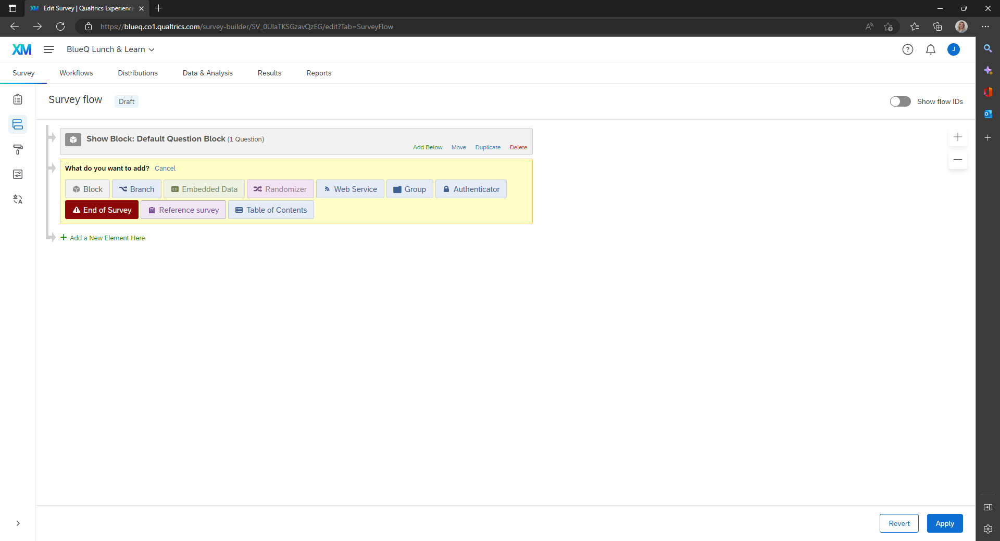 Edit Survey | Qualtrics Experience
https://blueq.co1.qualtrics.com/survey-builder/SV_0UIaTKSGzavQzEG/edit?Tab=SurveyFlow
XM BlueQ Lunch & Learn J
Survey Workflows Distributions Data & Analysis Results Reports
Survey flow Draft Show flow IDs
Show Block: Default Question Block (1 Question)
Add Below Move Duplicate Delete
What do you want to add? Cancel
Block Branch Embedded Data Randomizer Web Service Group Authenticator
End of Survey Reference survey Table of Contents
+ Add a New Element Here
Revert Apply